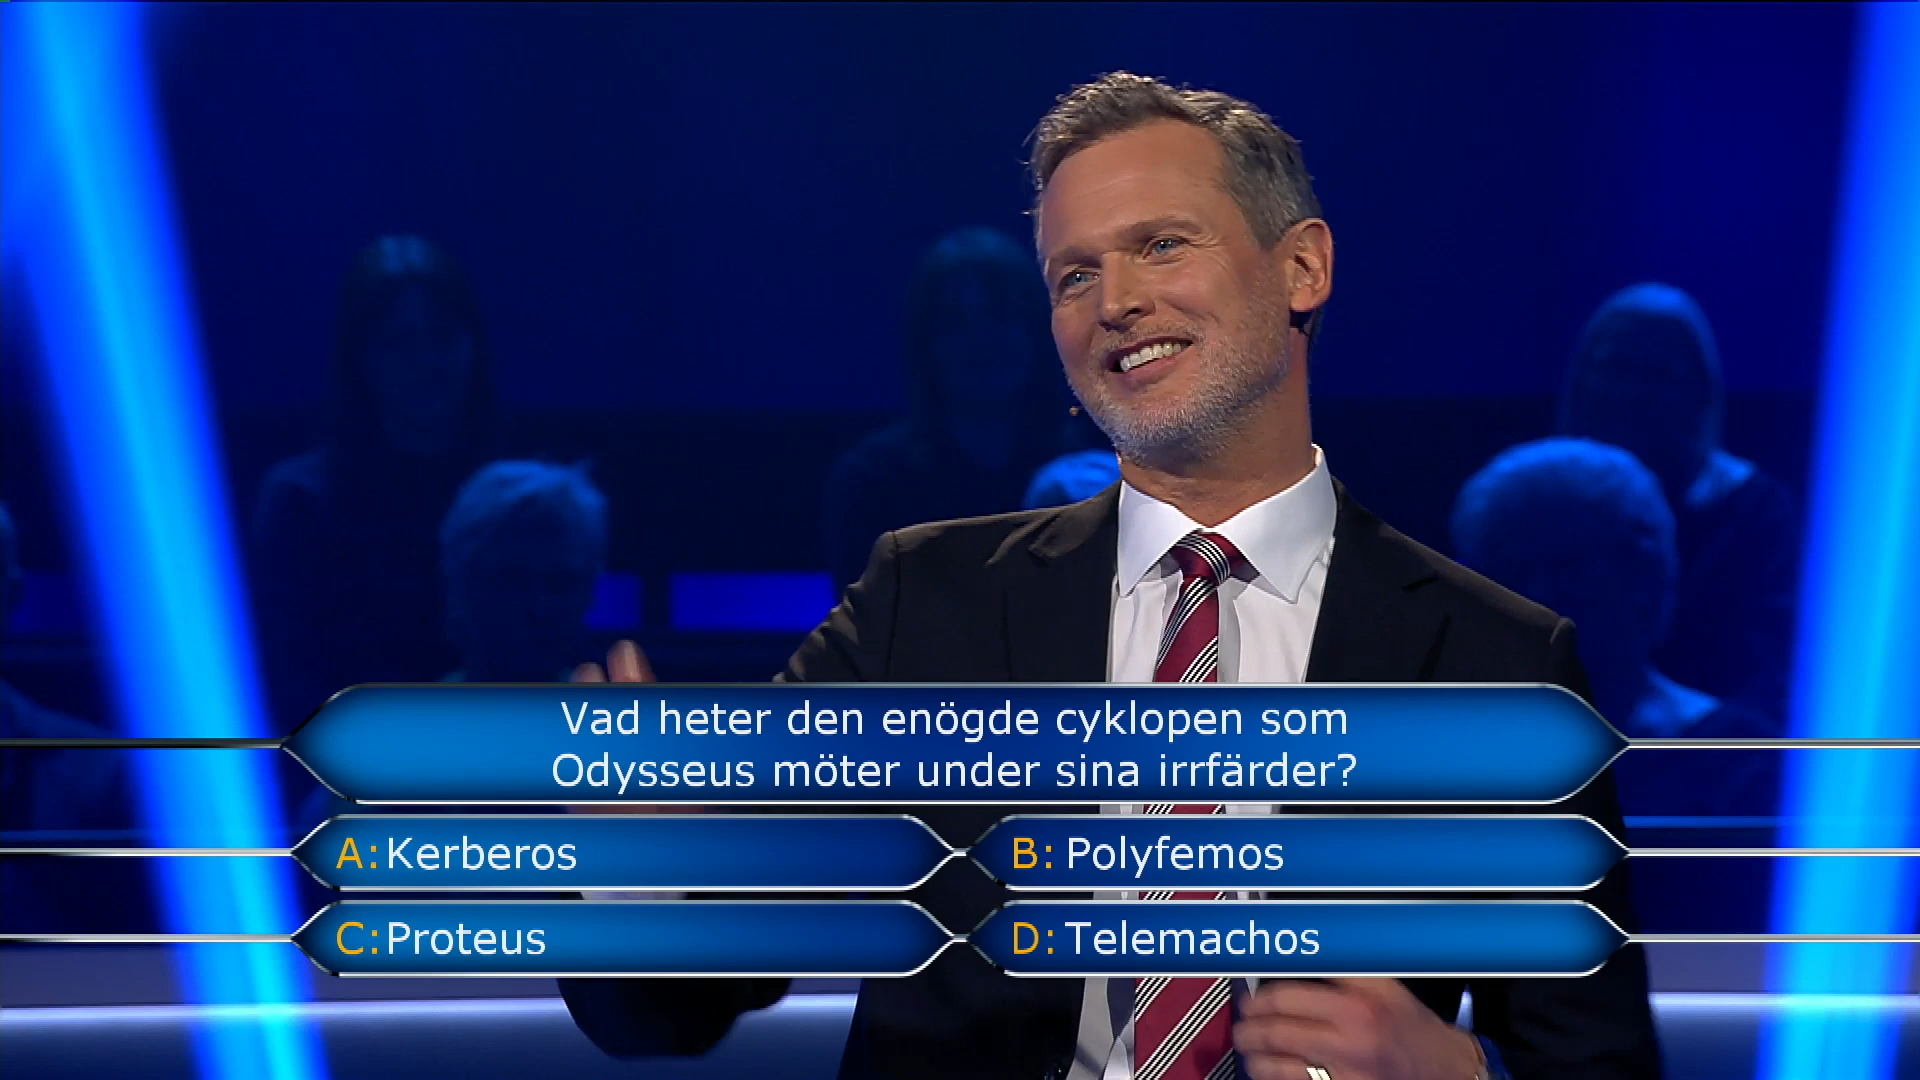 Vad heter den enögde cyklopen som
Odysseus möter under sina irrfärder?
A: Kerberos
B: Polyfemos
C: Proteus
D: Telemachos